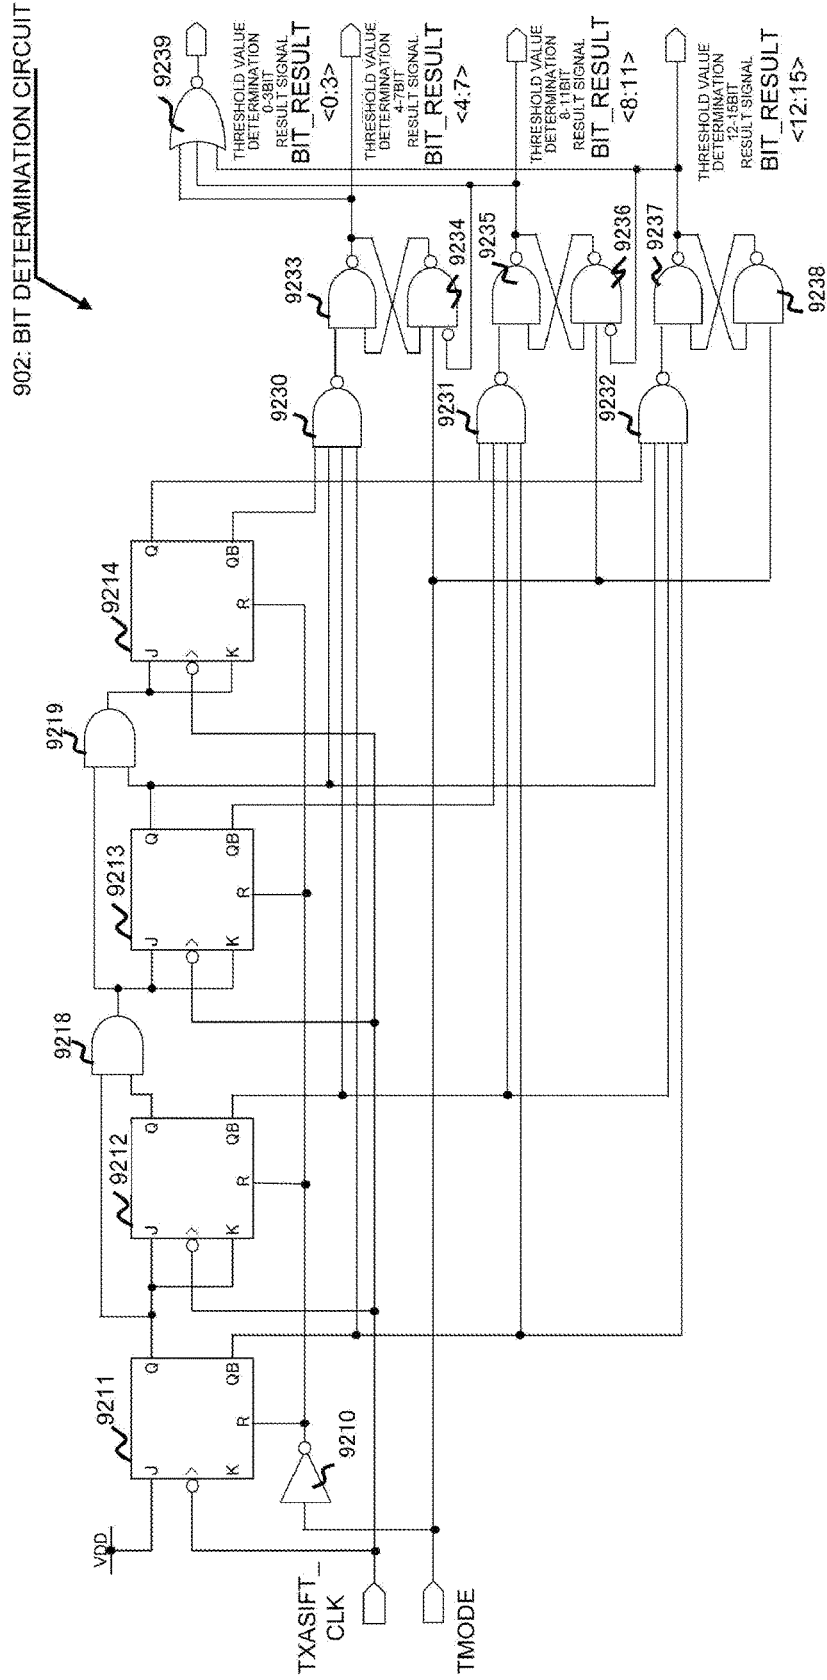 902: BIT DETERMINATION CIRCUIT
VDD
TXASIFT_
CLK
TMODE
9210
9211
J
K
Q
QB
R
9212
J
K
Q
QB
R
9218
9213
J
K
Q
QB
R
9219
9214
J
K
Q
QB
R
9230
9231
9232
9233
9234
9235
9236
9237
9238
9239
THRESHOLD VALUE
DETERMINATION
0-3BIT
RESULT SIGNAL
BIT_RESULT
<0:3>
THRESHOLD VALUE
DETERMINATION
4-7BIT
RESULT SIGNAL
BIT_RESULT
<4:7>
THRESHOLD VALUE
DETERMINATION
8-11BIT
RESULT SIGNAL
BIT_RESULT
<8:11>
THRESHOLD VALUE
DETERMINATION
12-15BIT
RESULT SIGNAL
BIT_RESULT
<12:15>